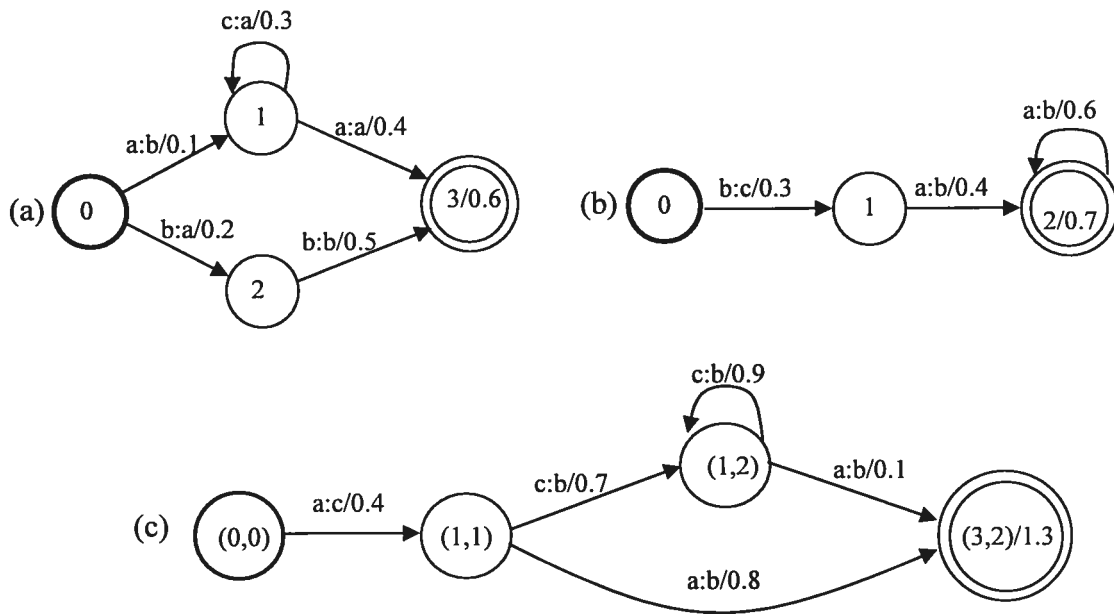 c:a/0.3
1
a:b/0.1
a:a/0.4
(a)
0
3/0.6
b:a/0.2
b:b/0.5
2
a:b/0.6
(b)
0
b:c/0.3
1
a:b/0.4
2/0.7
c:b/0.9
(1,2)
c:b/0.7
a:b/0.1
(c)
(0,0)
a:c/0.4
(1,1)
(3,2)/1.3
a:b/0.8